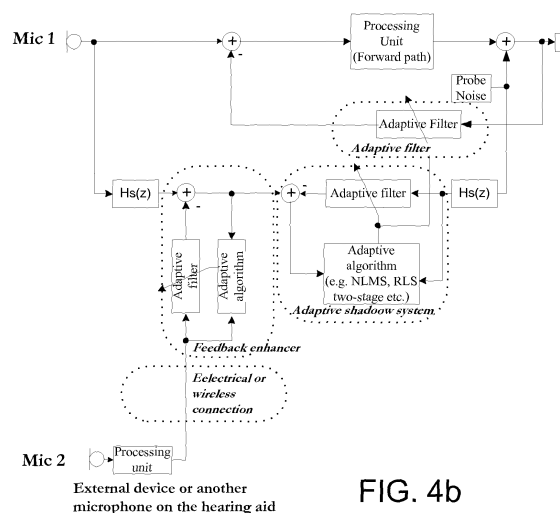 Mic 1
+
-
Processing
Unit
(Forward path)
+
Probe
Noise
Adaptive Filter
Adaptive filter
Hs(z)
+
-
+
-
Adaptive filter
Hs(z)
Adaptive
filter
Adaptive
algorithm
Adaptive
algorithm
(e.g. NLMS, RLS
two-stage etc.)
Adaptive shadoow system
Feedback enhancer
Eelectrical or
wireless
connection
Mic 2
Processing
unit
External device or another
microphone on the hearing aid
FIG. 4b